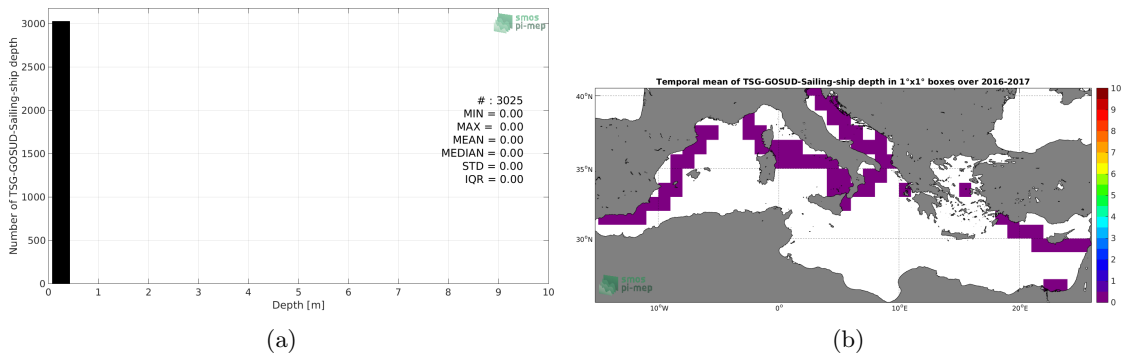 3000
2500
2000
1500
1000
500
0
Number of TSG-GOSUD-Sailing-ship depth
smos
pi-mep
# : 3025
MIN = 0.00
MAX = 0.00
MEAN = 0.00
MEDIAN = 0.00
STD = 0.00
IQR = 0.00
0 1 2 3 4 5 6 7 8 9 10
Depth [m]
(a)
Temporal mean of TSG-GOSUD-Sailing-ship depth in 1°x1° boxes over 2016-2017
40°N
35°N
30°N
10°W 0° 10°E 20°E
smos
pi-mep
10
9
8
7
6
5
4
3
2
1
0
(b)